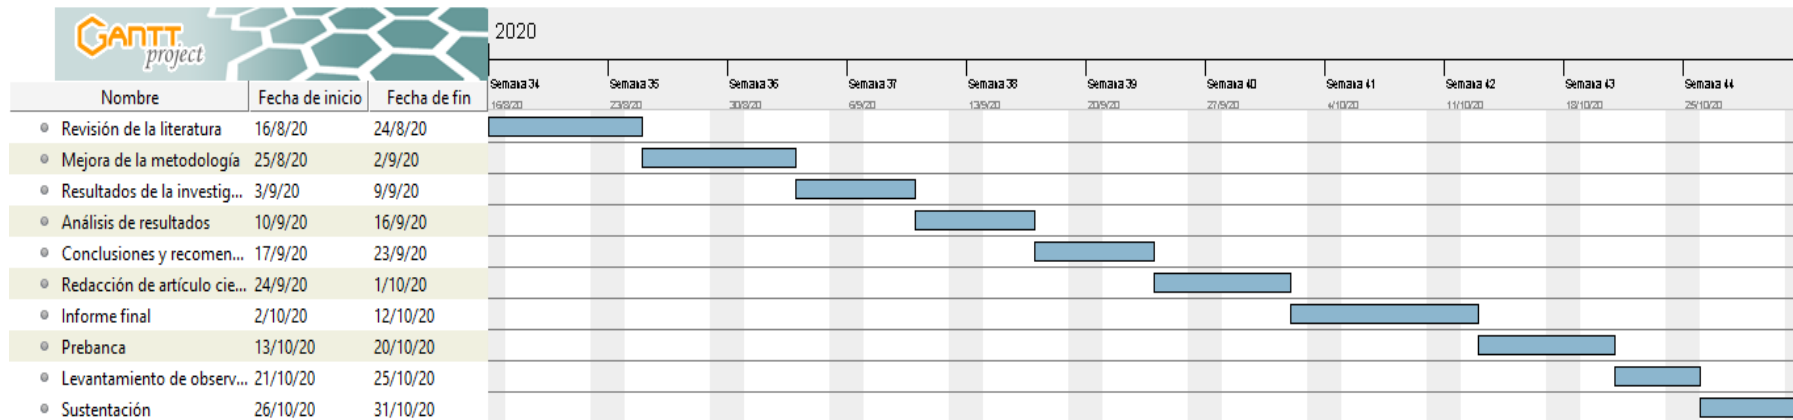 GANTT
project
2020
Semana 34 Semana 35 Semana 36 Semana 37 Semana 38 Semana 39 Semana 40 Semana 41 Semana 42 Semana 43 Semana 44
Nombre Fecha de inicio Fecha de fin 16/8/20 23/8/20 30/8/20 6/9/20 13/9/20 20/9/20 27/9/20 4/10/20 11/10/20 18/10/20 25/10/20
Revisión de la literatura 16/8/20 24/8/20
Mejora de la metodología 25/8/20 2/9/20
Resultados de la investig... 3/9/20 9/9/20
Análisis de resultados 10/9/20 16/9/20
Conclusiones y recomen... 17/9/20 23/9/20
Redacción de artículo cie... 24/9/20 1/10/20
Informe final 2/10/20 12/10/20
Prebanca 13/10/20 20/10/20
Levantamiento de observ... 21/10/20 25/10/20
Sustentación 26/10/20 31/10/20